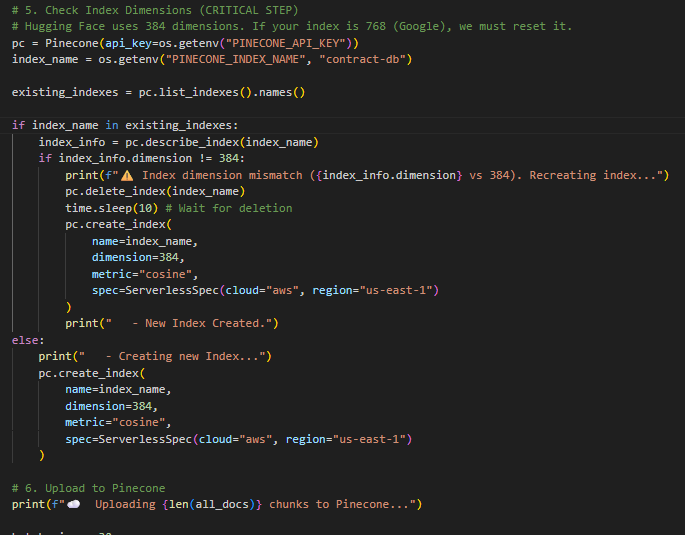 # 5. Check Index Dimensions (CRITICAL STEP)
# Hugging Face uses 384 dimensions. If your index is 768 (Google), we must reset it.
pc = Pinecone(api_key=os.getenv("PINECONE_API_KEY"))
index_name = os.getenv("PINECONE_INDEX_NAME", "contract-db")

existing_indexes = pc.list_indexes().names()

if index_name in existing_indexes:
    index_info = pc.describe_index(index_name)
    if index_info.dimension != 384:
        print(f"⚠️ Index dimension mismatch ({index_info.dimension} vs 384). Recreating index...")
        pc.delete_index(index_name)
        time.sleep(10) # Wait for deletion
        pc.create_index(
            name=index_name,
            dimension=384,
            metric="cosine",
            spec=ServerlessSpec(cloud="aws", region="us-east-1")
        )
        print("   - New Index Created.")
else:
    print("   - Creating new Index...")
    pc.create_index(
        name=index_name,
        dimension=384,
        metric="cosine",
        spec=ServerlessSpec(cloud="aws", region="us-east-1")
    )

# 6. Upload to Pinecone
print(f"☁️  Uploading {len(all_docs)} chunks to Pinecone...")